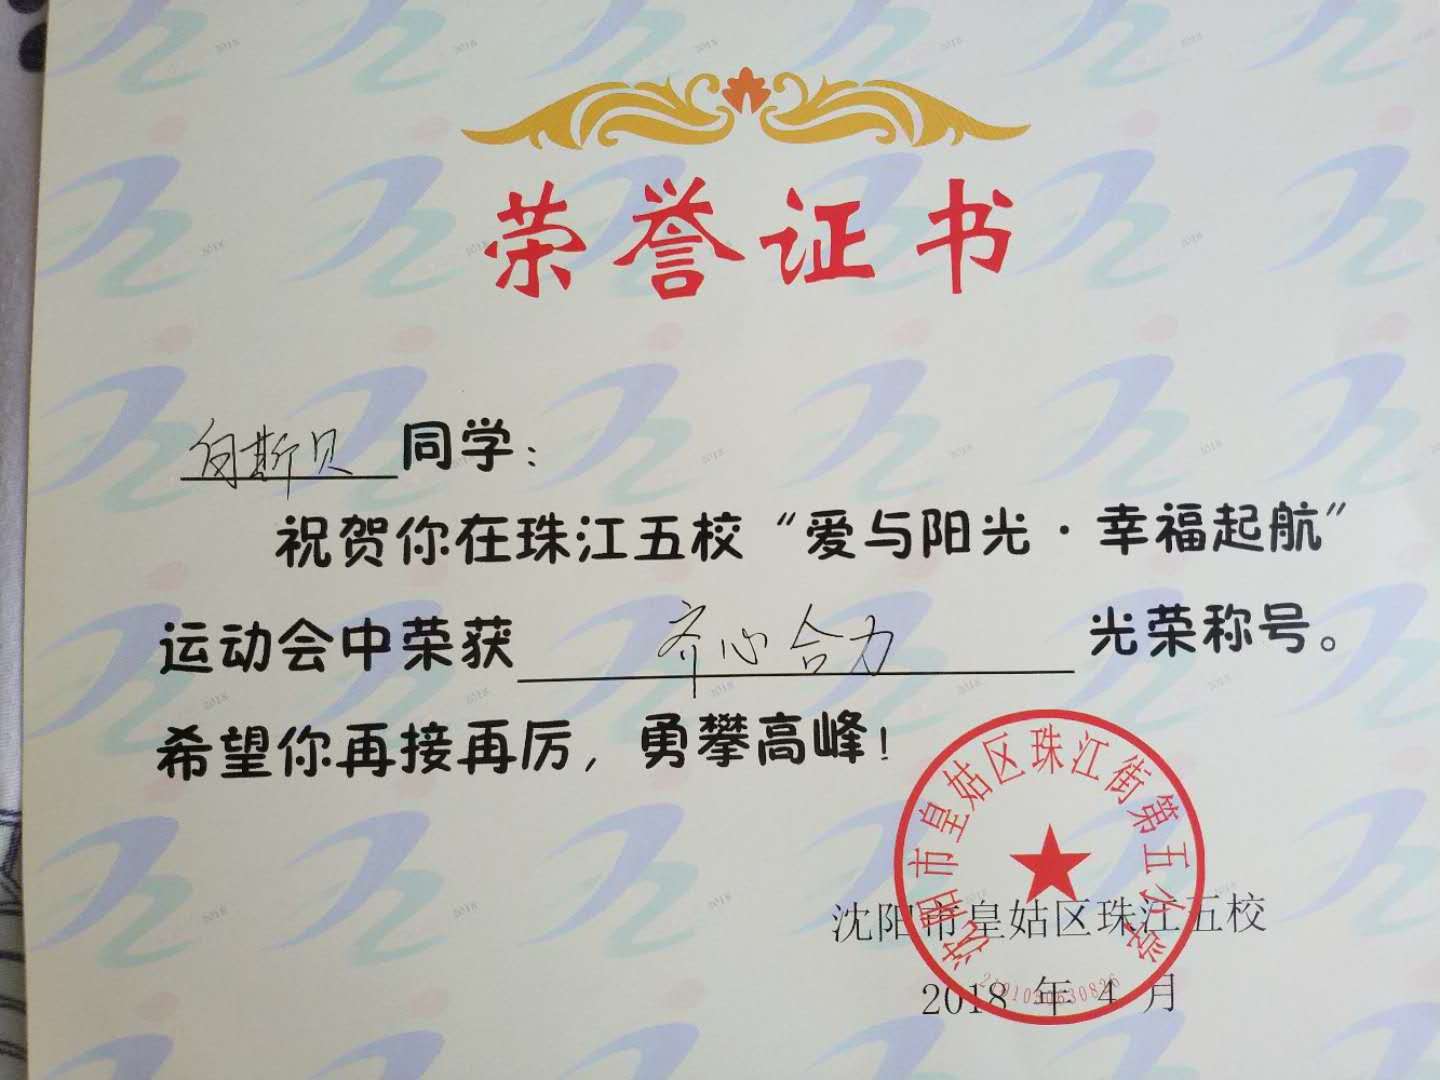 荣誉证书
同学：
祝贺你在珠江五校“爱与阳光·幸福起航”
运动会中荣获 齐心合力 光荣称号。
希望你再接再厉，勇攀高峰！
沈阳市皇姑区珠江街第五小学
沈阳市皇姑区珠江五校
2018 年 4 月